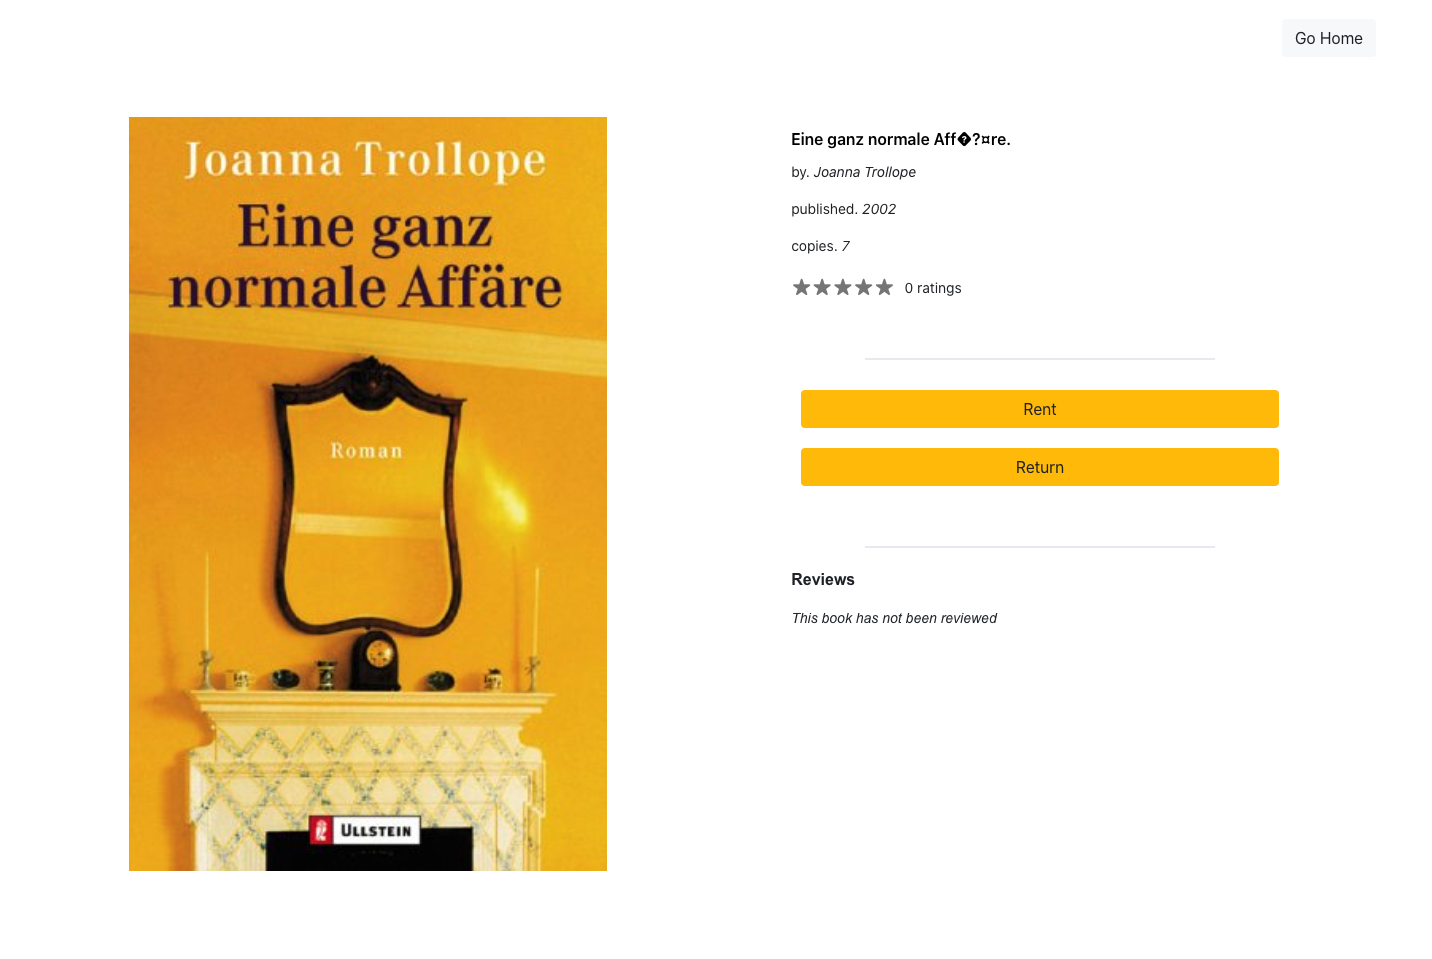 Go Home
Joanna Trollope
Eine ganz
normale Affäre
Roman
ULLSTEIN
Eine ganz normale Aff�?¤re.
by. Joanna Trollope
published. 2002
copies. 7
0 ratings
Rent
Return
Reviews
This book has not been reviewed